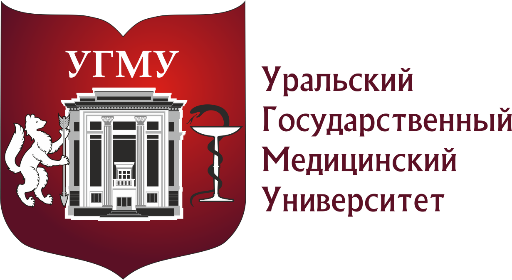 УГМУ
Уральский
Государственный
Медицинский
Университет